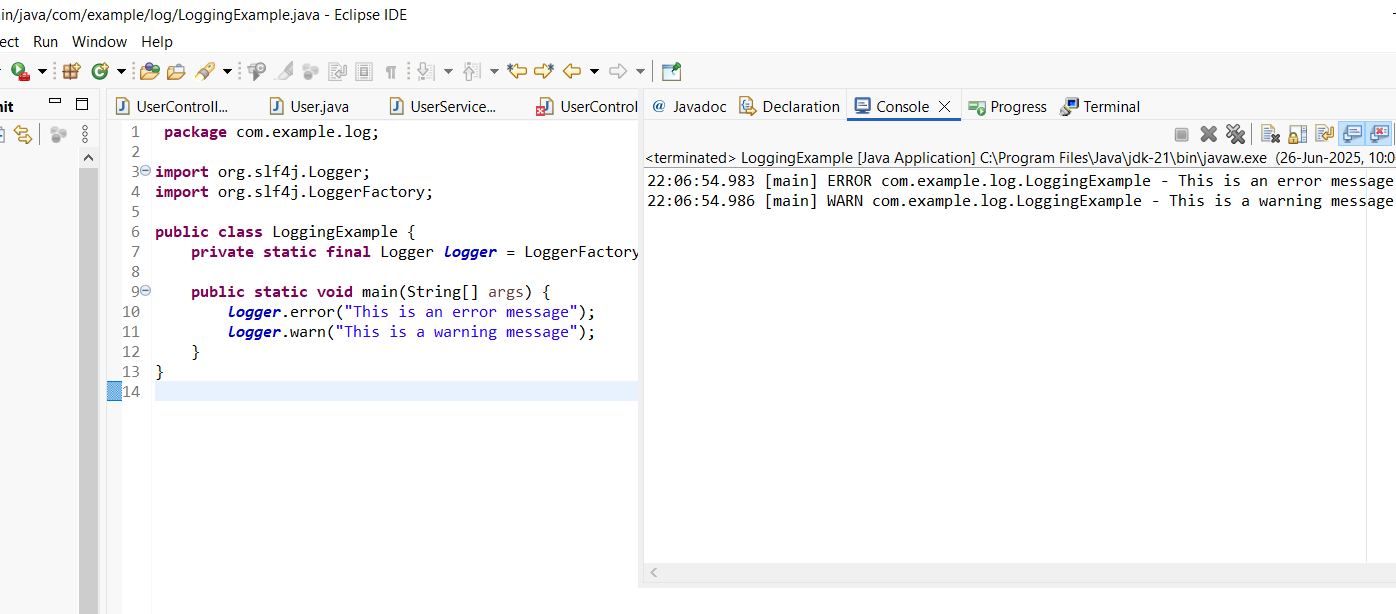 in/java/com/example/log/LoggingExample.java - Eclipse IDE
ect Run Window Help
nit
UserControll... User.java UserService... UserControl
@ Javadoc Declaration Console Progress Terminal
<terminated> LoggingExample [Java Application] C:\Program Files\Java\jdk-21\bin\javaw.exe (26-Jun-2025, 10:0
22:06:54.983 [main] ERROR com.example.log.LoggingExample - This is an error message
22:06:54.986 [main] WARN com.example.log.LoggingExample - This is a warning message
1 package com.example.log;
2
3 import org.slf4j.Logger;
4 import org.slf4j.LoggerFactory;
5
6 public class LoggingExample {
7 private static final Logger logger = LoggerFactory
8
9 public static void main(String[] args) {
10 logger.error("This is an error message");
11 logger.warn("This is a warning message");
12 }
13 }
14